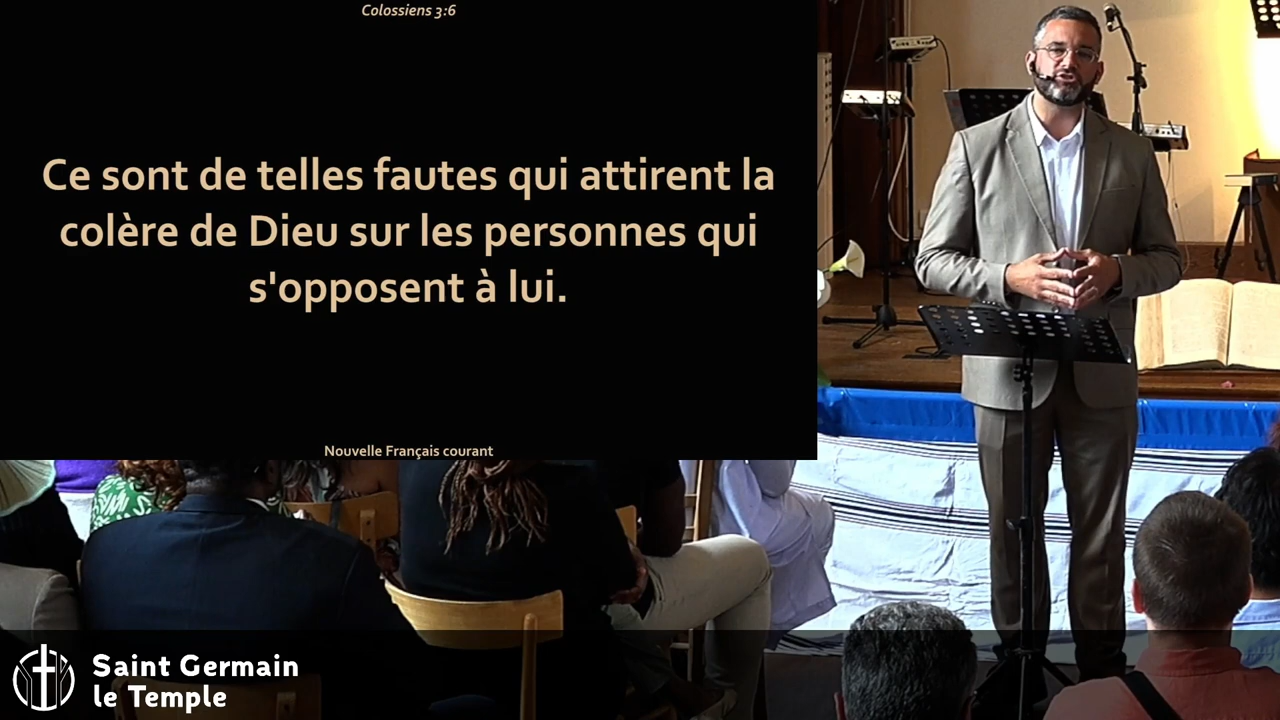 Colossiens 3:6
Ce sont de telles fautes qui attirent la
colère de Dieu sur les personnes qui
s'opposent à lui.
Nouvelle Français courant
Saint Germain
le Temple